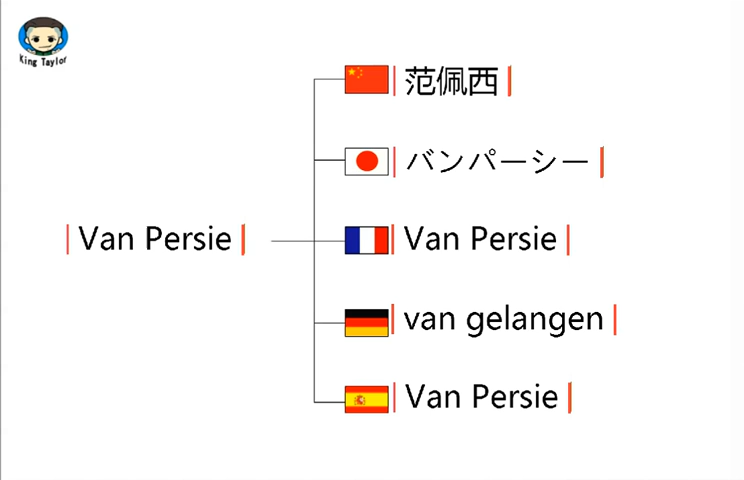 King Taylor
范佩西
バンパーシー
Van Persie
Van Persie
van gelangen
Van Persie